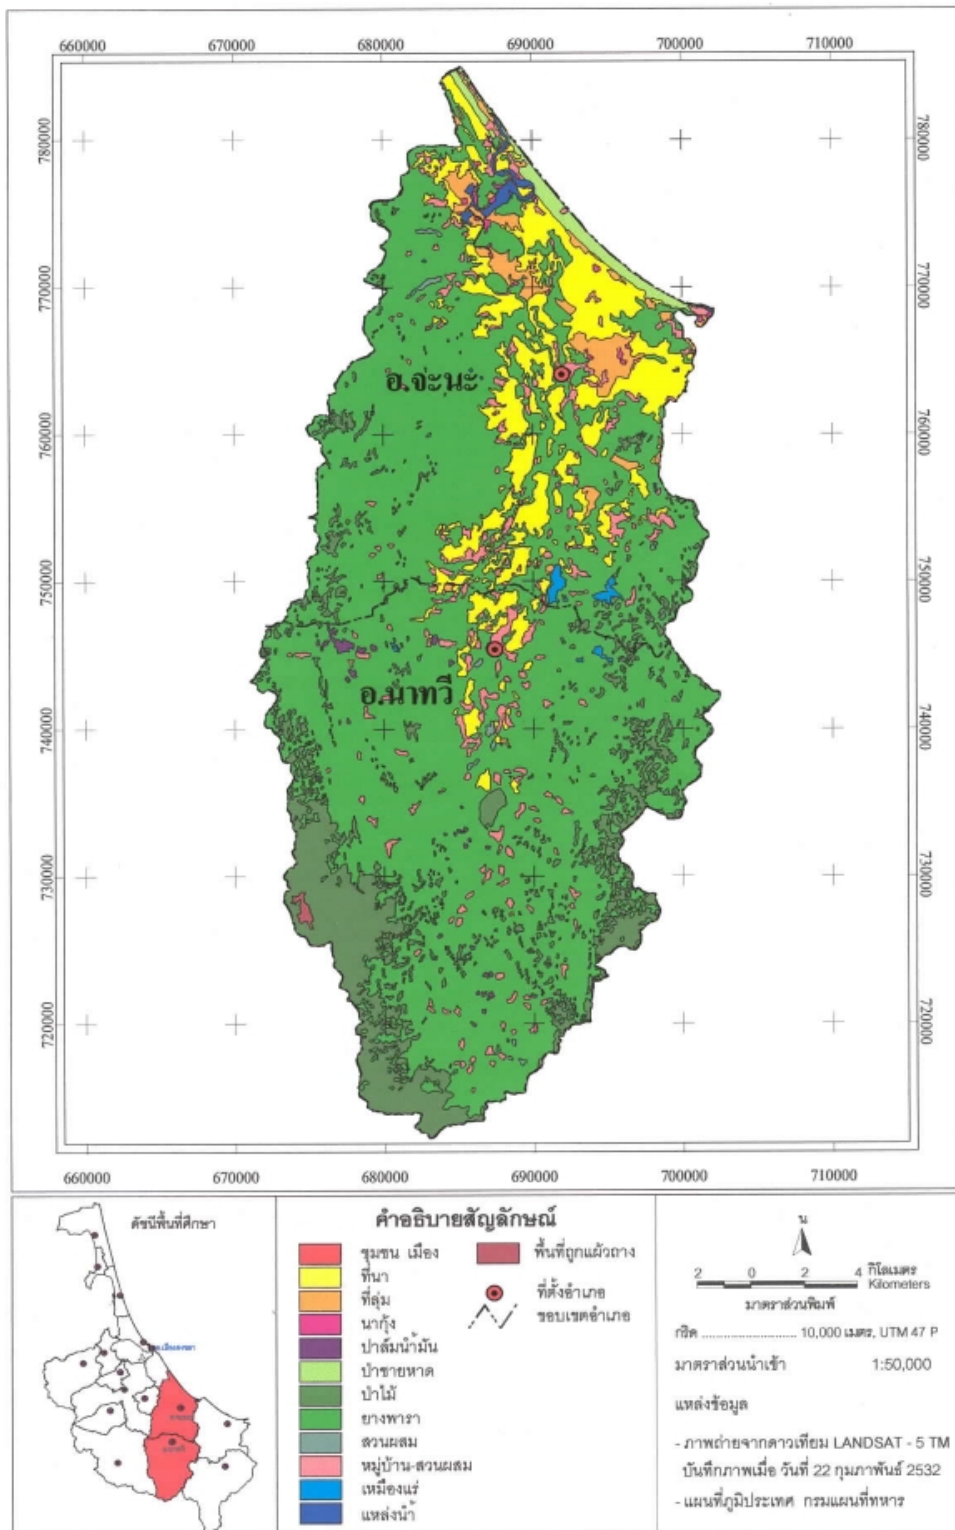 660000 670000 680000 690000 700000 710000
780000 780000
770000 770000
อ.จะนะ
760000 760000
750000 750000
อ.นาทวี
740000 740000
730000 730000
720000 720000
660000 670000 680000 690000 700000 710000
ดัชนีพื้นที่ศึกษา
คำอธิบายสัญลักษณ์
ชุมชน เมือง
ที่นา
ที่ลุ่ม
นากุ้ง
ปาล์มน้ำมัน
ป่าชายหาด
ป่าไม้
ยางพารา
สวนผสม
หมู่บ้าน-สวนผสม
เหมืองแร่
แหล่งน้ำ
พื้นที่ถูกแผ้วถาง
ที่ตั้งอำเภอ
ขอบเขตอำเภอ
น
2 0 2 4 กิโลเมตร
Kilometers
มาตราส่วนพิมพ์
กริด .................... 10,000 เมตร, UTM 47 P
มาตราส่วนนำเข้า 1:50,000
แหล่งข้อมูล
- ภาพถ่ายจากดาวเทียม LANDSAT - 5 TM
บันทึกภาพเมื่อ วันที่ 22 กุมภาพันธ์ 2532
- แผนที่ภูมิประเทศ กรมแผนที่ทหาร